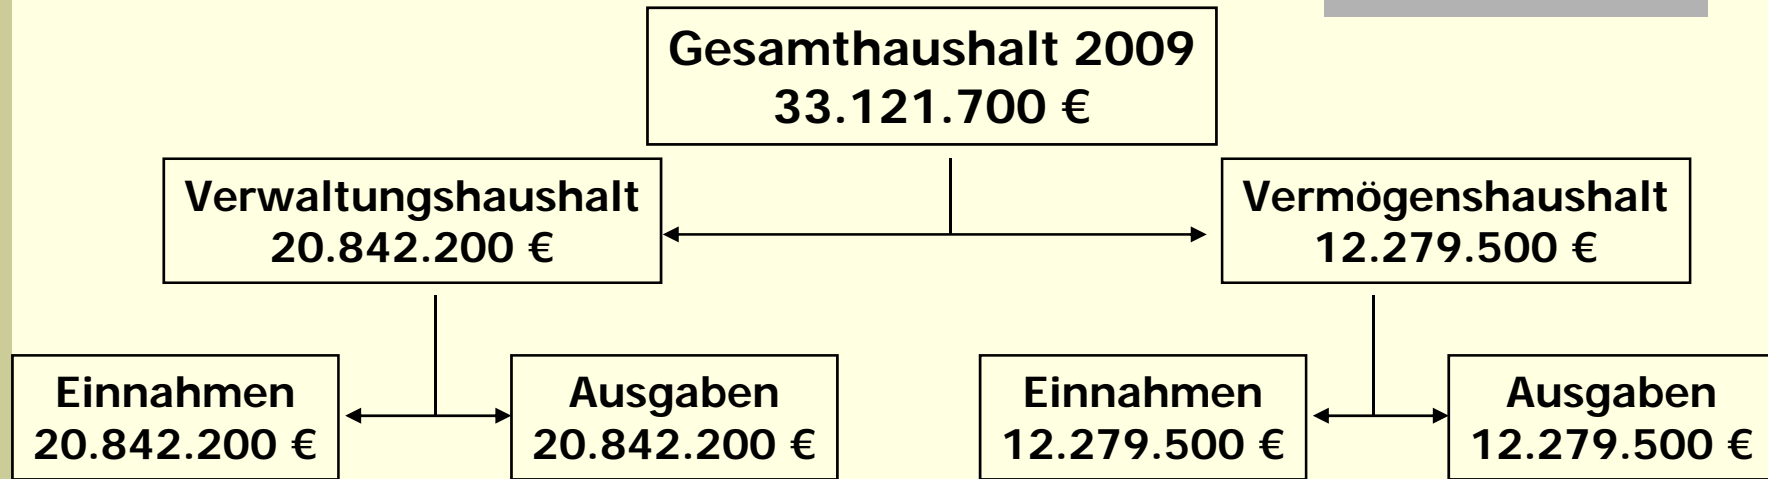 Gesamthaushalt 2009
33.121.700 €
Verwaltungshaushalt
20.842.200 €
Vermögenshaushalt
12.279.500 €
Einnahmen
20.842.200 €
Ausgaben
20.842.200 €
Einnahmen
12.279.500 €
Ausgaben
12.279.500 €